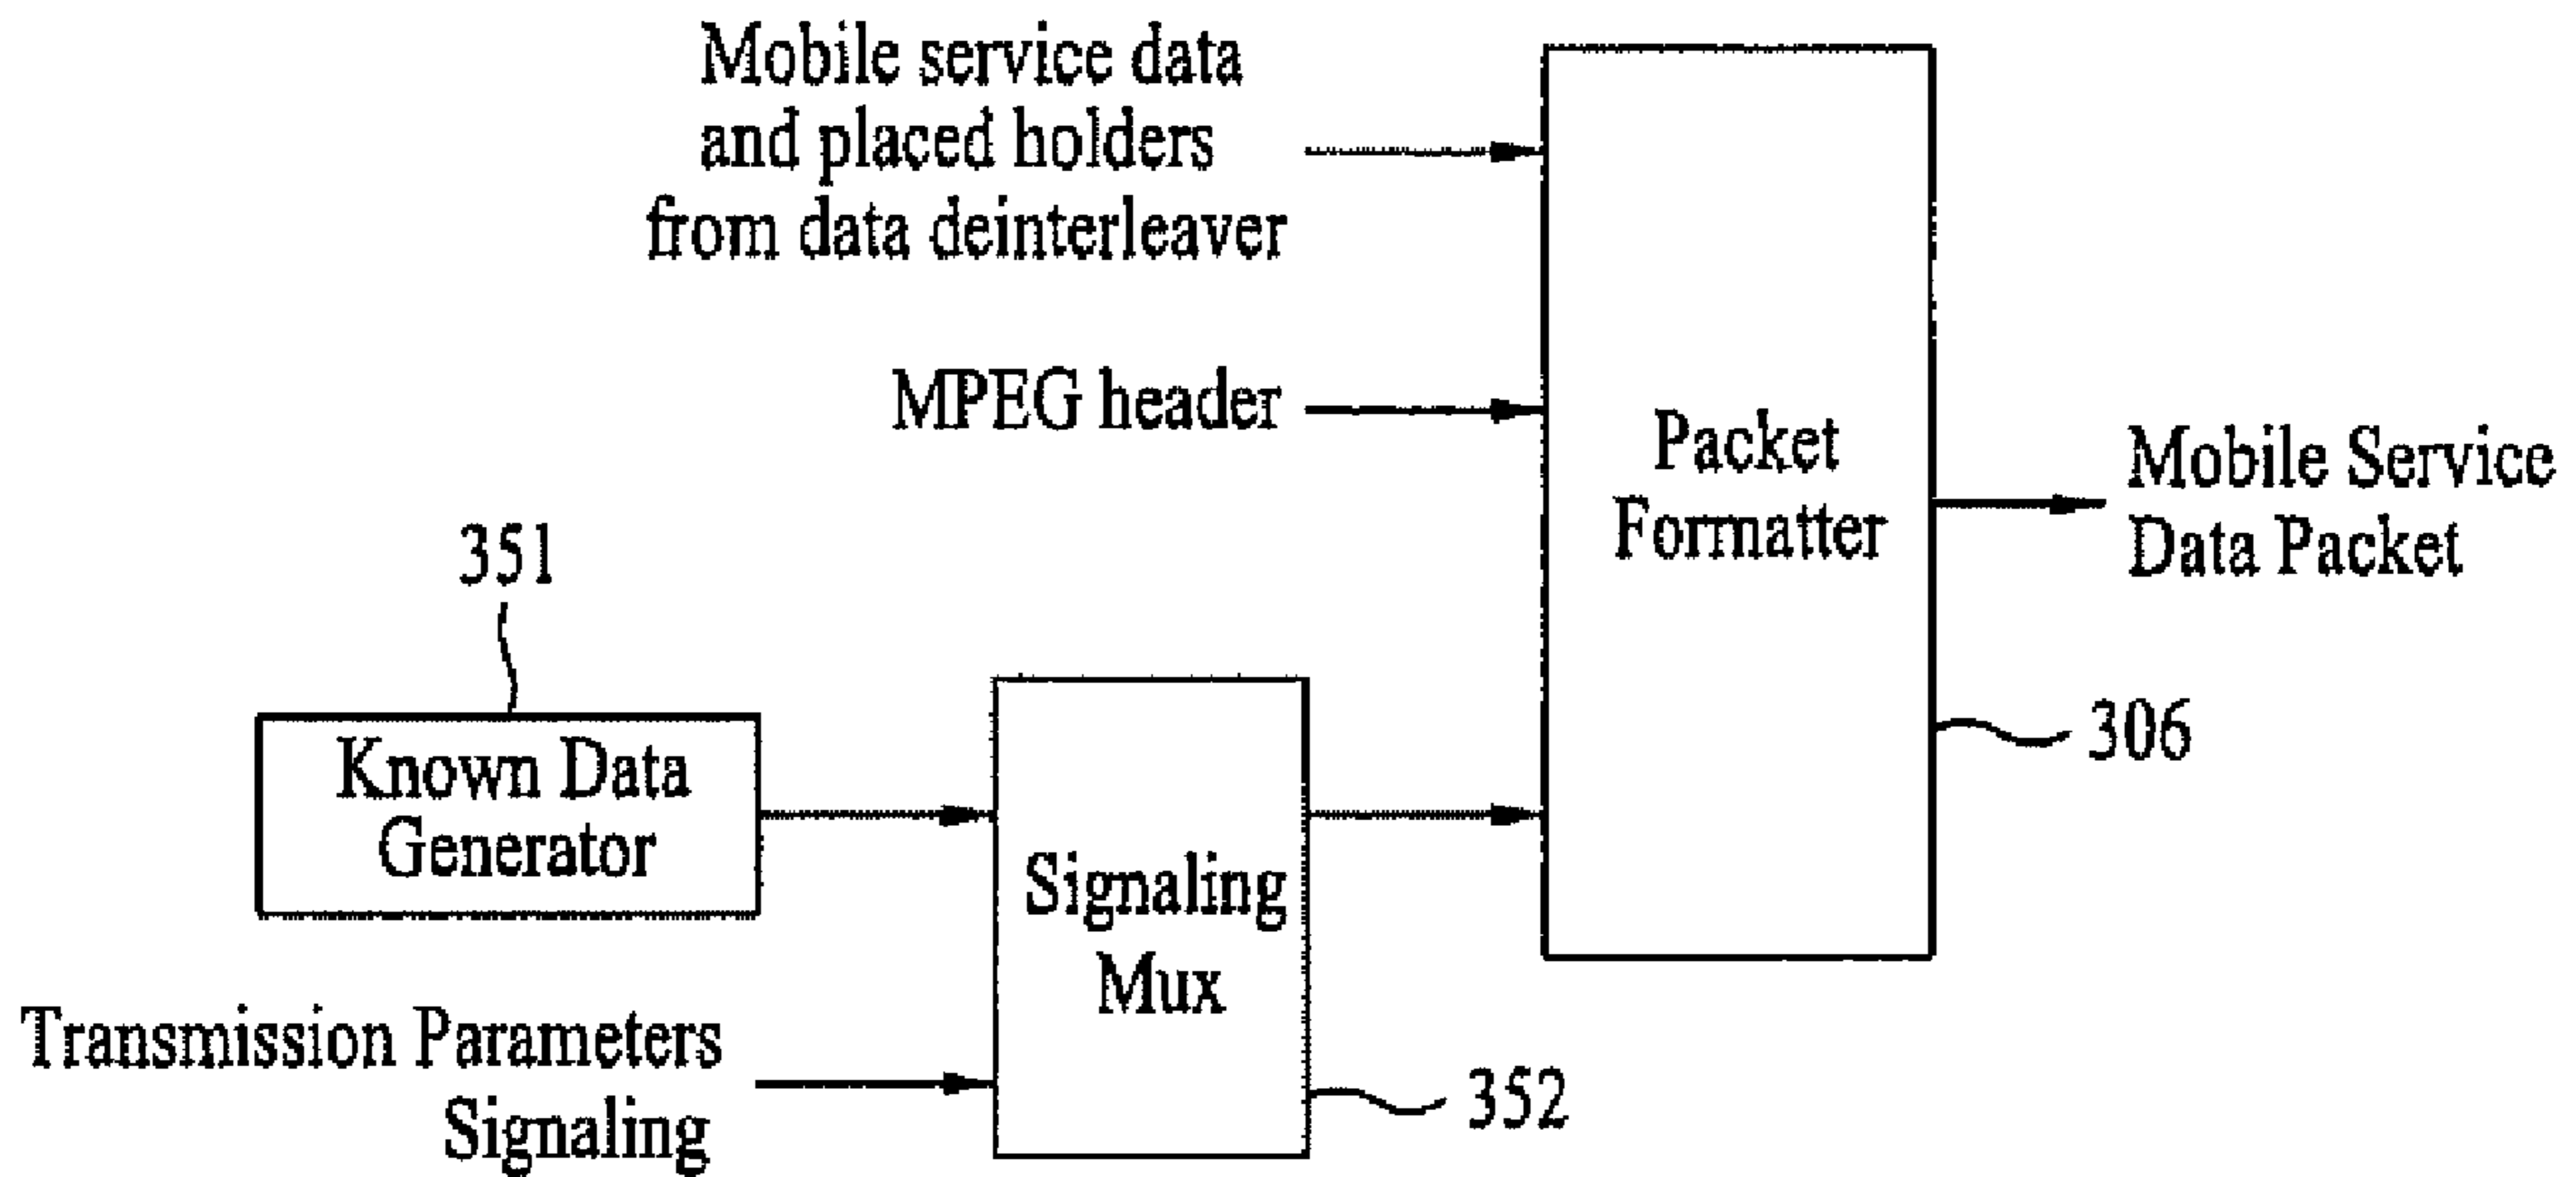 Mobile service data
and placed holders
from data deinterleaver
MPEG header
Packet
Formatter
Mobile Service
Data Packet
351
306
Known Data
Generator
Signaling
Mux
Transmission Parameters
Signaling
352